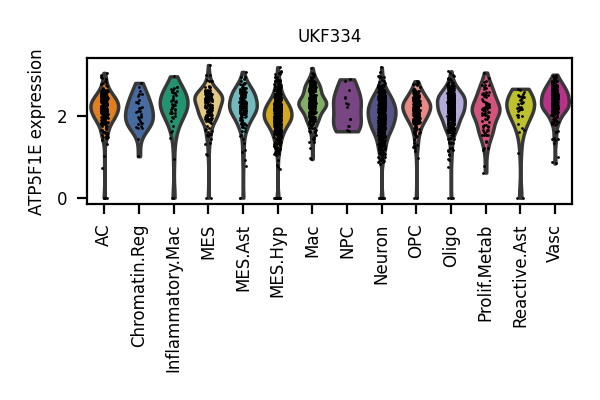 UKF334
ATP5F1E expression
2
0
AC
Chromatin.Reg
Inflammatory.Mac
MES
MES.Ast
MES.Hyp
Mac
NPC
Neuron
OPC
Oligo
Prolif.Metab
Reactive.Ast
Vasc